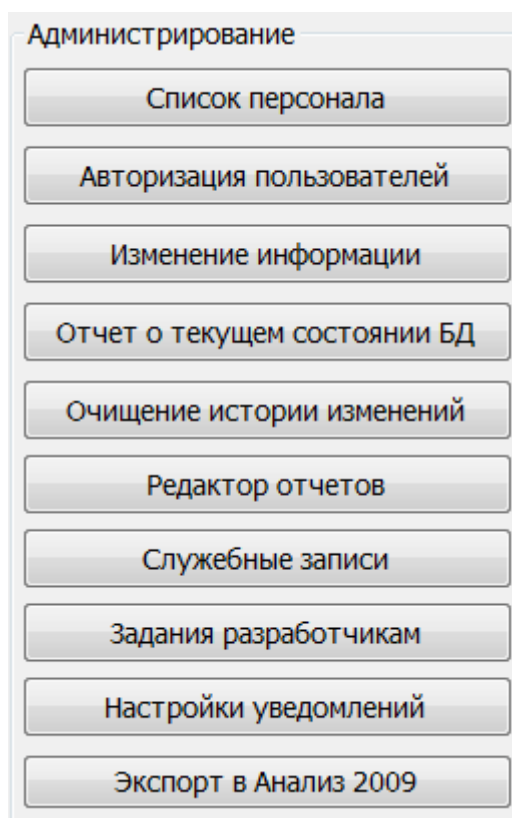 Администрирование
Список персонала
Авторизация пользователей
Изменение информации
Отчет о текущем состоянии БД
Очищение истории изменений
Редактор отчетов
Служебные записи
Задания разработчикам
Настройки уведомлений
Экспорт в Анализ 2009